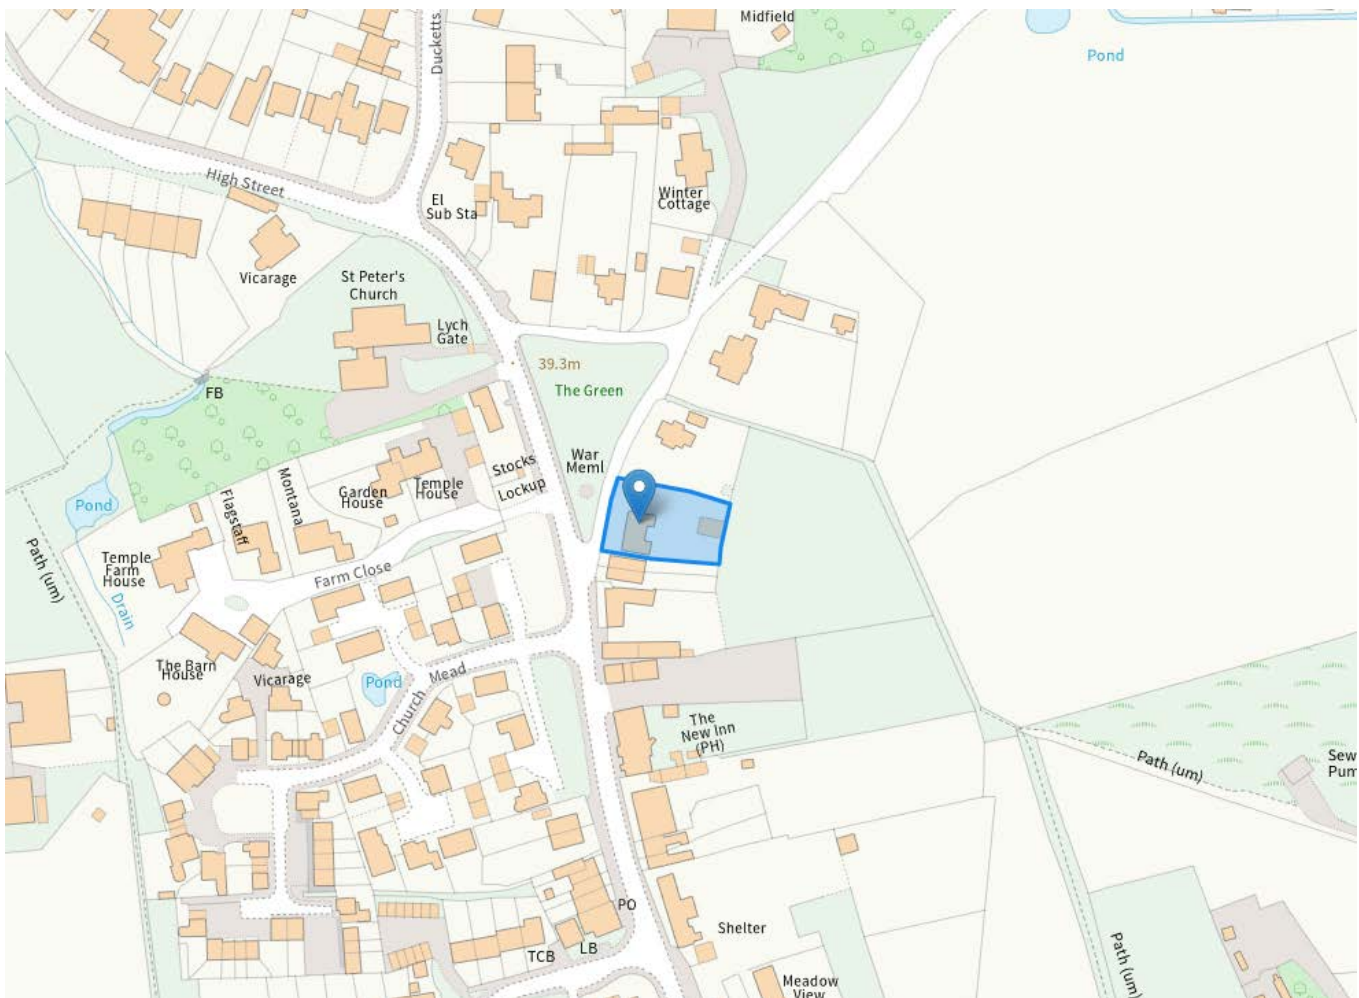 Midfield
Ducketts
Pond
High Street
El
Sub Sta
Winter
Cottage
Vicarage
St Peter's
Church
Lych
Gate
39.3m
The Green
FB
War
Meml
Stocks
Lockup
Temple
House
Garden
House
Montana
Flagstaff
Pond
Path (um)
Temple
Farm
House
Drain
Farm Close
The Barn
House
Vicarage
Pond
Church Mead
The
New Inn
(PH)
Path (um)
Sew
Pum
PO
Shelter
TCB
LB
Meadow
View
Path (um)